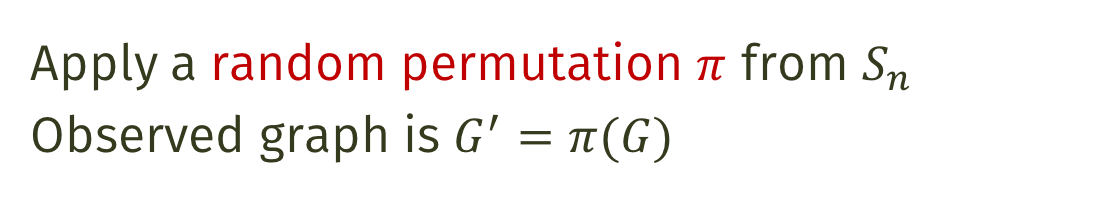 Apply a random permutation π from Sₙ
Observed graph is G′ = π(G)